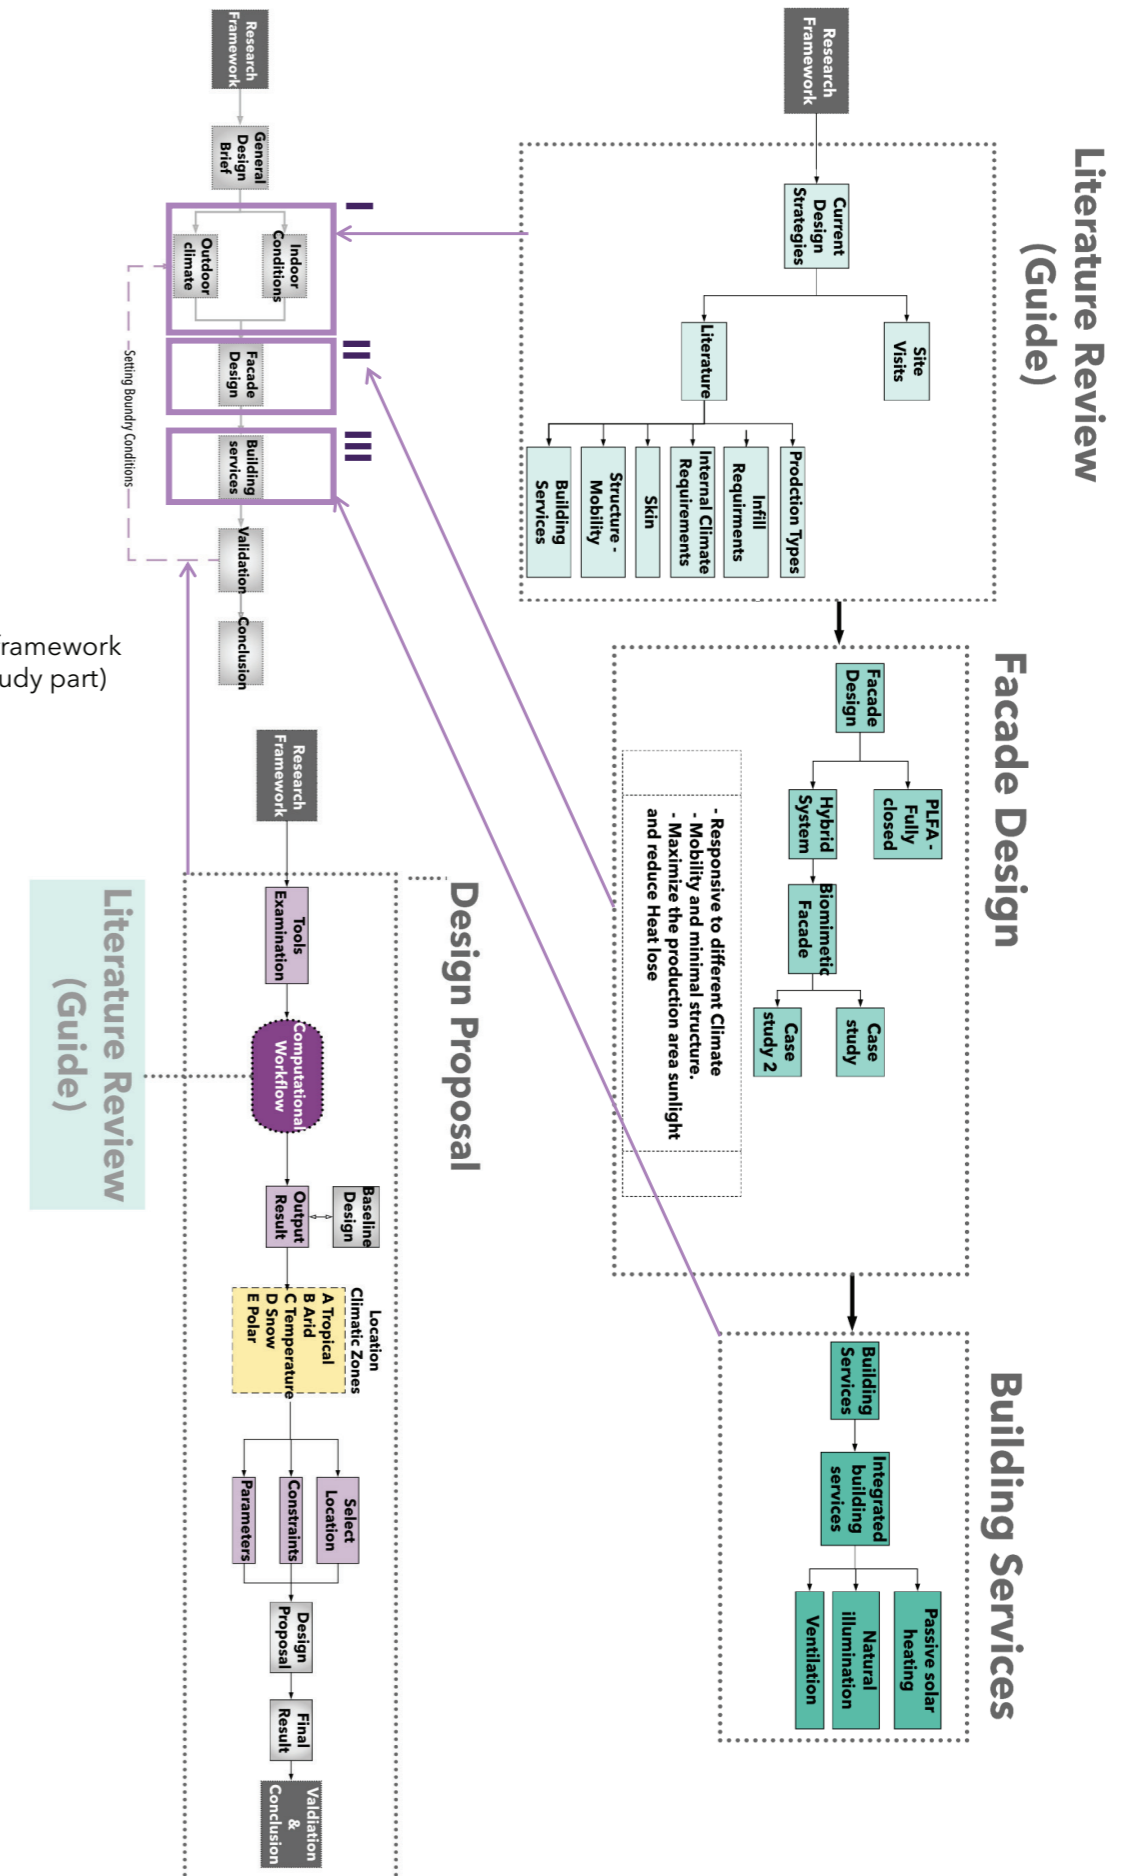 Literature Review
(Guide)
Research
Framework
Current
Design
Strategies
Site
Visits
Literature
Prodction Types
Infill
Requirments
Internal Climate
Requirements
Skin
Structure -
Mobility
Building
Services
Facade Design
Facade
Design
PLFA -
Fully
closed
Hybrid
System
Biomimetic
Facade
Case
study
Case
study 2
- Responsive to different Climate
- Mobility and minimal structure.
- Maximize the production area sunlight
and reduce Heat lose
Building Services
Building
Services
Integrated
building
services
Passive solar
heating
Natural
illumination
Ventilation
Research
Framework
General
Design
Brief
I
Indoor
Conditions
Outdoor
climate
II
Facade
Design
III
Building
services
Validation
Conclusion
Setting Boundry Conditions
ramework
udy part)
Design Proposal
Research
Framework
Tools
Examination
Computational
Workflow
Baseline
Design
Output
Result
Location
Climatic Zones
A Tropical
B Arid
C Temperature
D Snow
E Polar
Select
Location
Constraints
Parameters
Design
Proposal
Final
Result
Valdiation
&
Conclusion
Literature Review
(Guide)